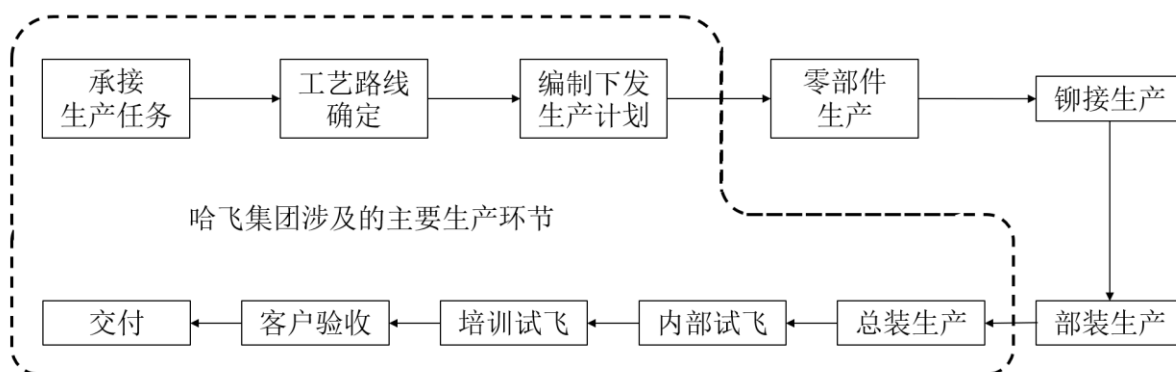 承接
生产任务
工艺路线
确定
编制下发
生产计划
零部件
生产
铆接生产
哈飞集团涉及的主要生产环节
交付
客户验收
培训试飞
内部试飞
总装生产
部装生产